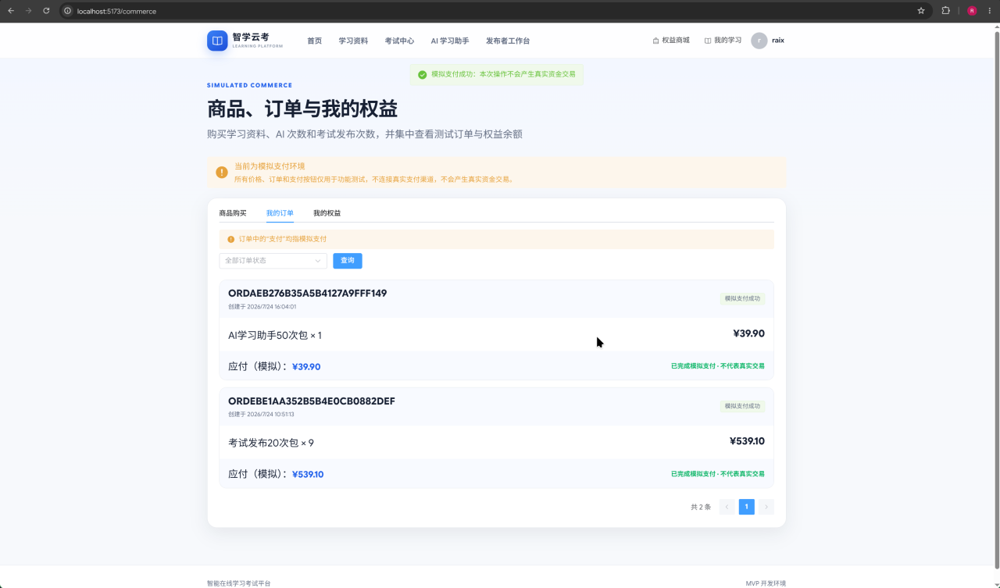 localhost:5173/commerce
R
智学云考
LEARNING PLATFORM
首页
学习资料
考试中心
AI 学习助手
发布者工作台
权益商城
我的学习
r
raix
模拟支付成功：本次操作不会产生真实资金交易
SIMULATED COMMERCE
商品、订单与我的权益
购买学习资料、AI 次数和考试发布次数，并集中查看测试订单与权益余额
当前为模拟支付环境
所有价格、订单和支付按钮仅用于功能测试，不连接真实支付渠道，不会产生真实资金交易。
商品购买
我的订单
我的权益
订单中的“支付”均指模拟支付
全部订单状态
查询
ORDAEB276B35A5B4127A9FFF149
创建于 2026/7/24 16:04:01
模拟支付成功
AI学习助手50次包 × 1
¥39.90
应付（模拟）：¥39.90
已完成模拟支付 · 不代表真实交易
ORDEBE1AA352B5B4E0CB0882DEF
创建于 2026/7/24 10:51:13
模拟支付成功
考试发布20次包 × 9
¥539.10
应付（模拟）：¥539.10
已完成模拟支付 · 不代表真实交易
共 2 条
1
智能在线学习考试平台
MVP 开发环境